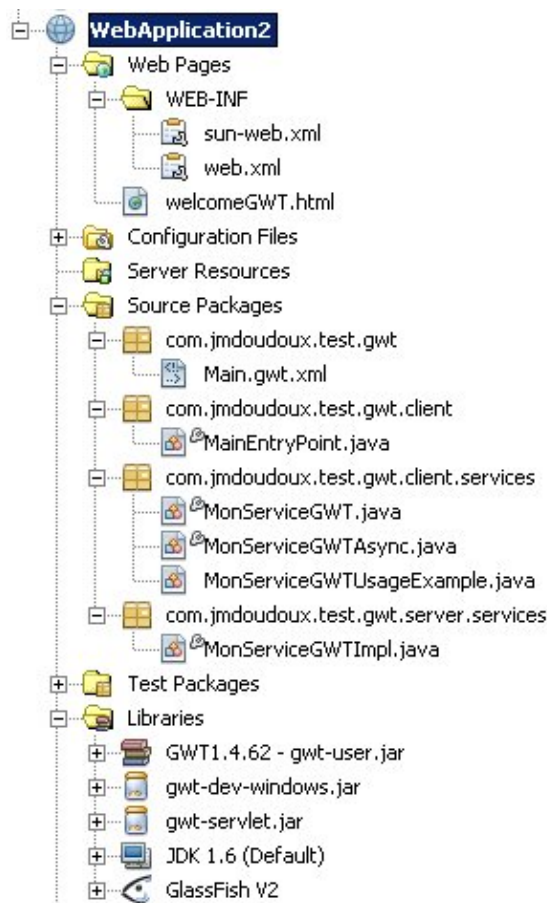 WebApplication2
Web Pages
WEB-INF
sun-web.xml
web.xml
welcomeGWT.html
Configuration Files
Server Resources
Source Packages
com.jmdoudoux.test.gwt
Main.gwt.xml
com.jmdoudoux.test.gwt.client
MainEntryPoint.java
com.jmdoudoux.test.gwt.client.services
MonServiceGWT.java
MonServiceGWTAsync.java
MonServiceGWTUsageExample.java
com.jmdoudoux.test.gwt.server.services
MonServiceGWTImpl.java
Test Packages
Libraries
GWT1.4.62 - gwt-user.jar
gwt-dev-windows.jar
gwt-servlet.jar
JDK 1.6 (Default)
GlassFish V2